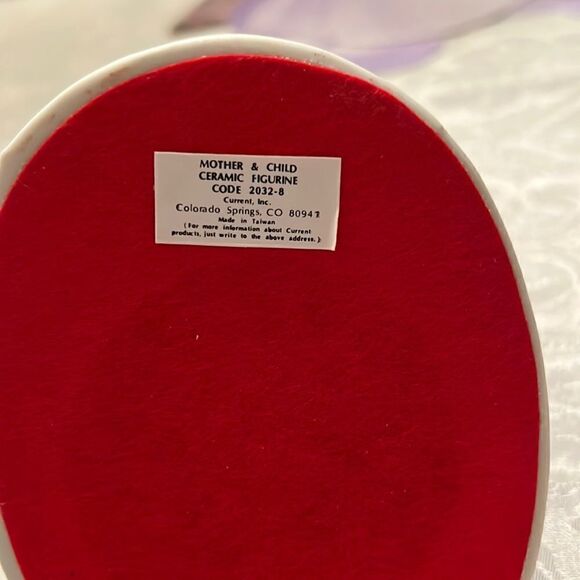 MOTHER & CHILD
CERAMIC FIGURINE
CODE 2032-8
Current, Inc.
Colorado Springs, CO 80941
Made in Taiwan
(For more information about Current
products, just write to the above address.)